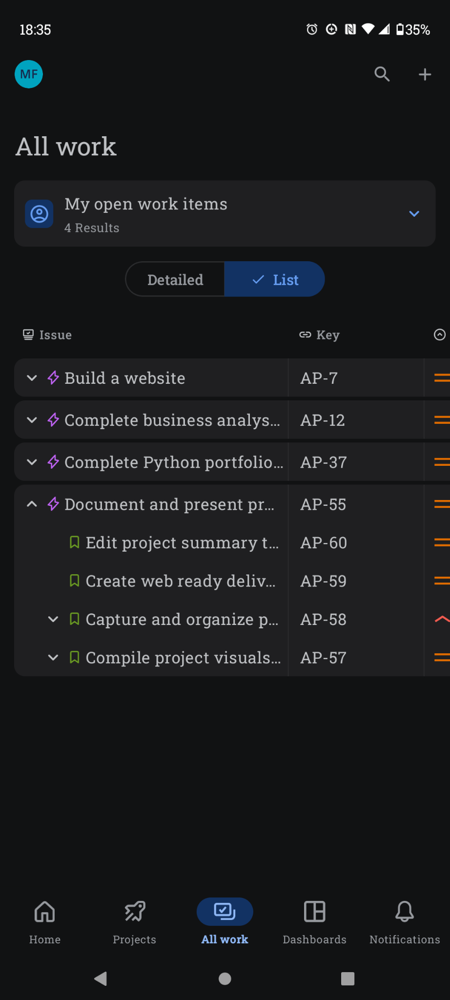 18:35
35%
MF
All work
My open work items
4 Results
Detailed
List
Issue
Key
Build a website
AP-7
Complete business analys...
AP-12
Complete Python portfolio...
AP-37
Document and present pr...
AP-55
Edit project summary t...
AP-60
Create web ready deliv...
AP-59
Capture and organize p...
AP-58
Compile project visuals...
AP-57
Home
Projects
All work
Dashboards
Notifications